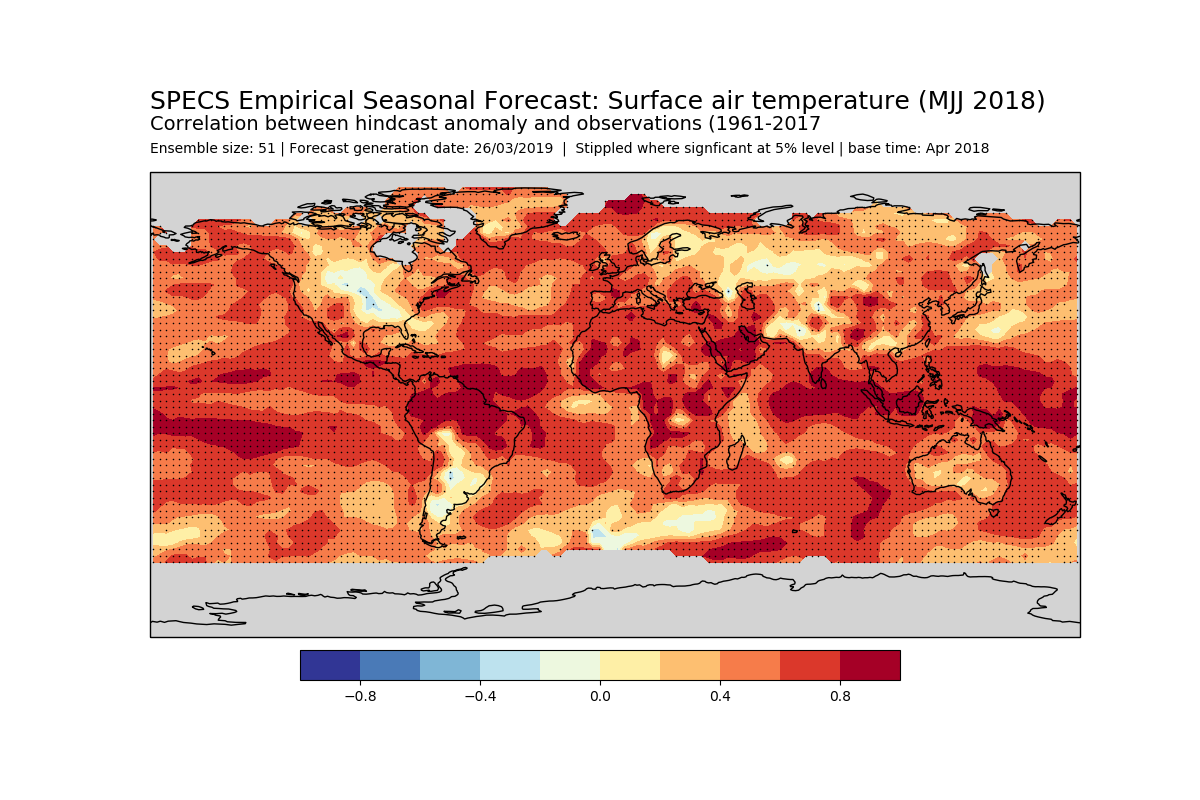 SPECS Empirical Seasonal Forecast: Surface air temperature (MJJ 2018)
Correlation between hindcast anomaly and observations (1961-2017
Ensemble size: 51 | Forecast generation date: 26/03/2019  |  Stippled where signficant at 5% level | base time: Apr 2018
−0.8 −0.4 0.0 0.4 0.8